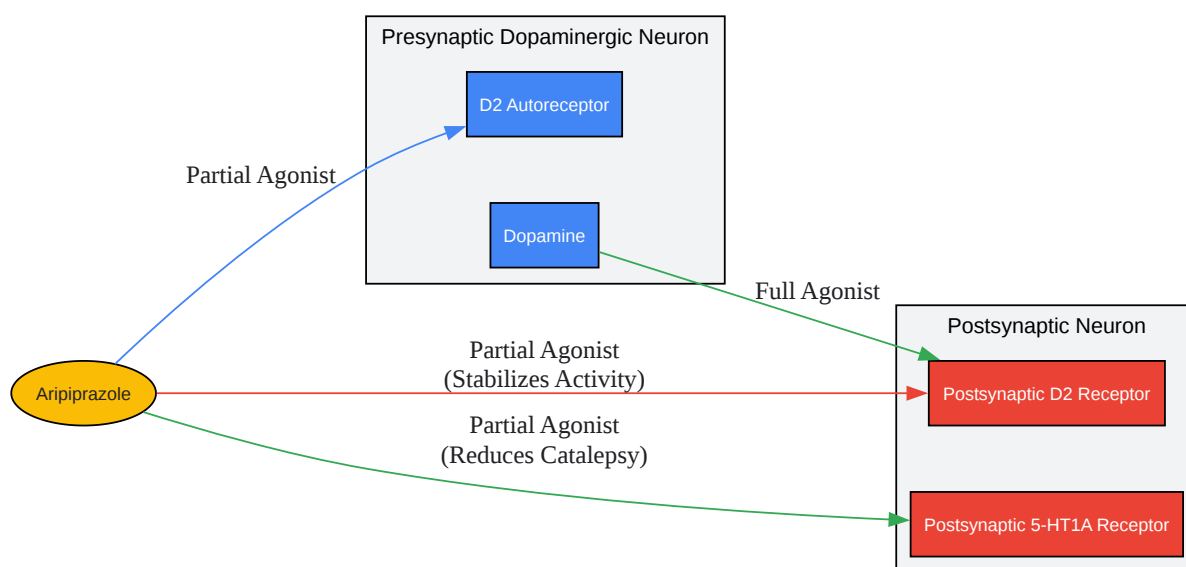 Presynaptic Dopaminergic Neuron
D2 Autoreceptor
Partial Agonist
Dopamine
Full Agonist
Postsynaptic Neuron
Partial Agonist
(Stabilizes Activity)
Aripiprazole
Postsynaptic D2 Receptor
Partial Agonist
(Reduces Catalepsy)
Postsynaptic 5-HT1A Receptor